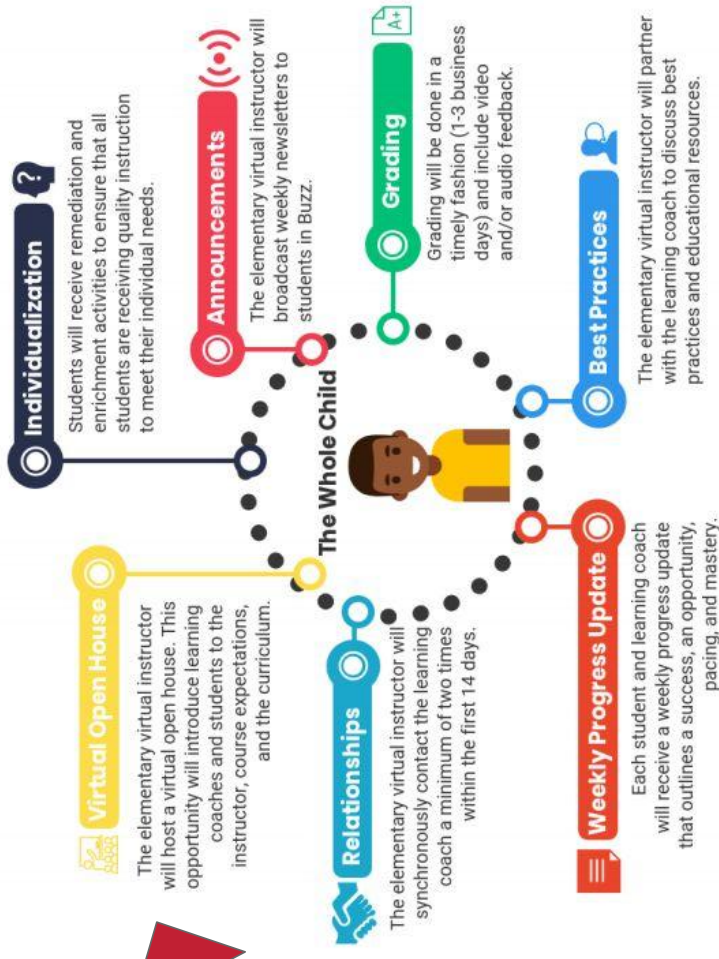 Individualization
Students will receive remediation and
enrichment activities to ensure that all
students are receiving quality instruction
to meet their individual needs.
Virtual Open House
The elementary virtual instructor
will host a virtual open house. This
opportunity will introduce learning
coaches and students to the
instructor, course expectations,
and the curriculum.
Announcements
The elementary virtual instructor will
broadcast weekly newsletters to
students in Buzz.
The Whole Child
Relationships
The elementary virtual instructor will
synchronously contact the learning
coach a minimum of two times
within the first 14 days.
Grading
A+
Grading will be done in a
timely fashion (1-3 business
days) and include video
and/or audio feedback.
Weekly Progress Update
Each student and learning coach
will receive a weekly progress update
that outlines a success, an opportunity,
pacing, and mastery.
Best Practices
The elementary virtual instructor will partner
with the learning coach to discuss best
practices and educational resources.
?